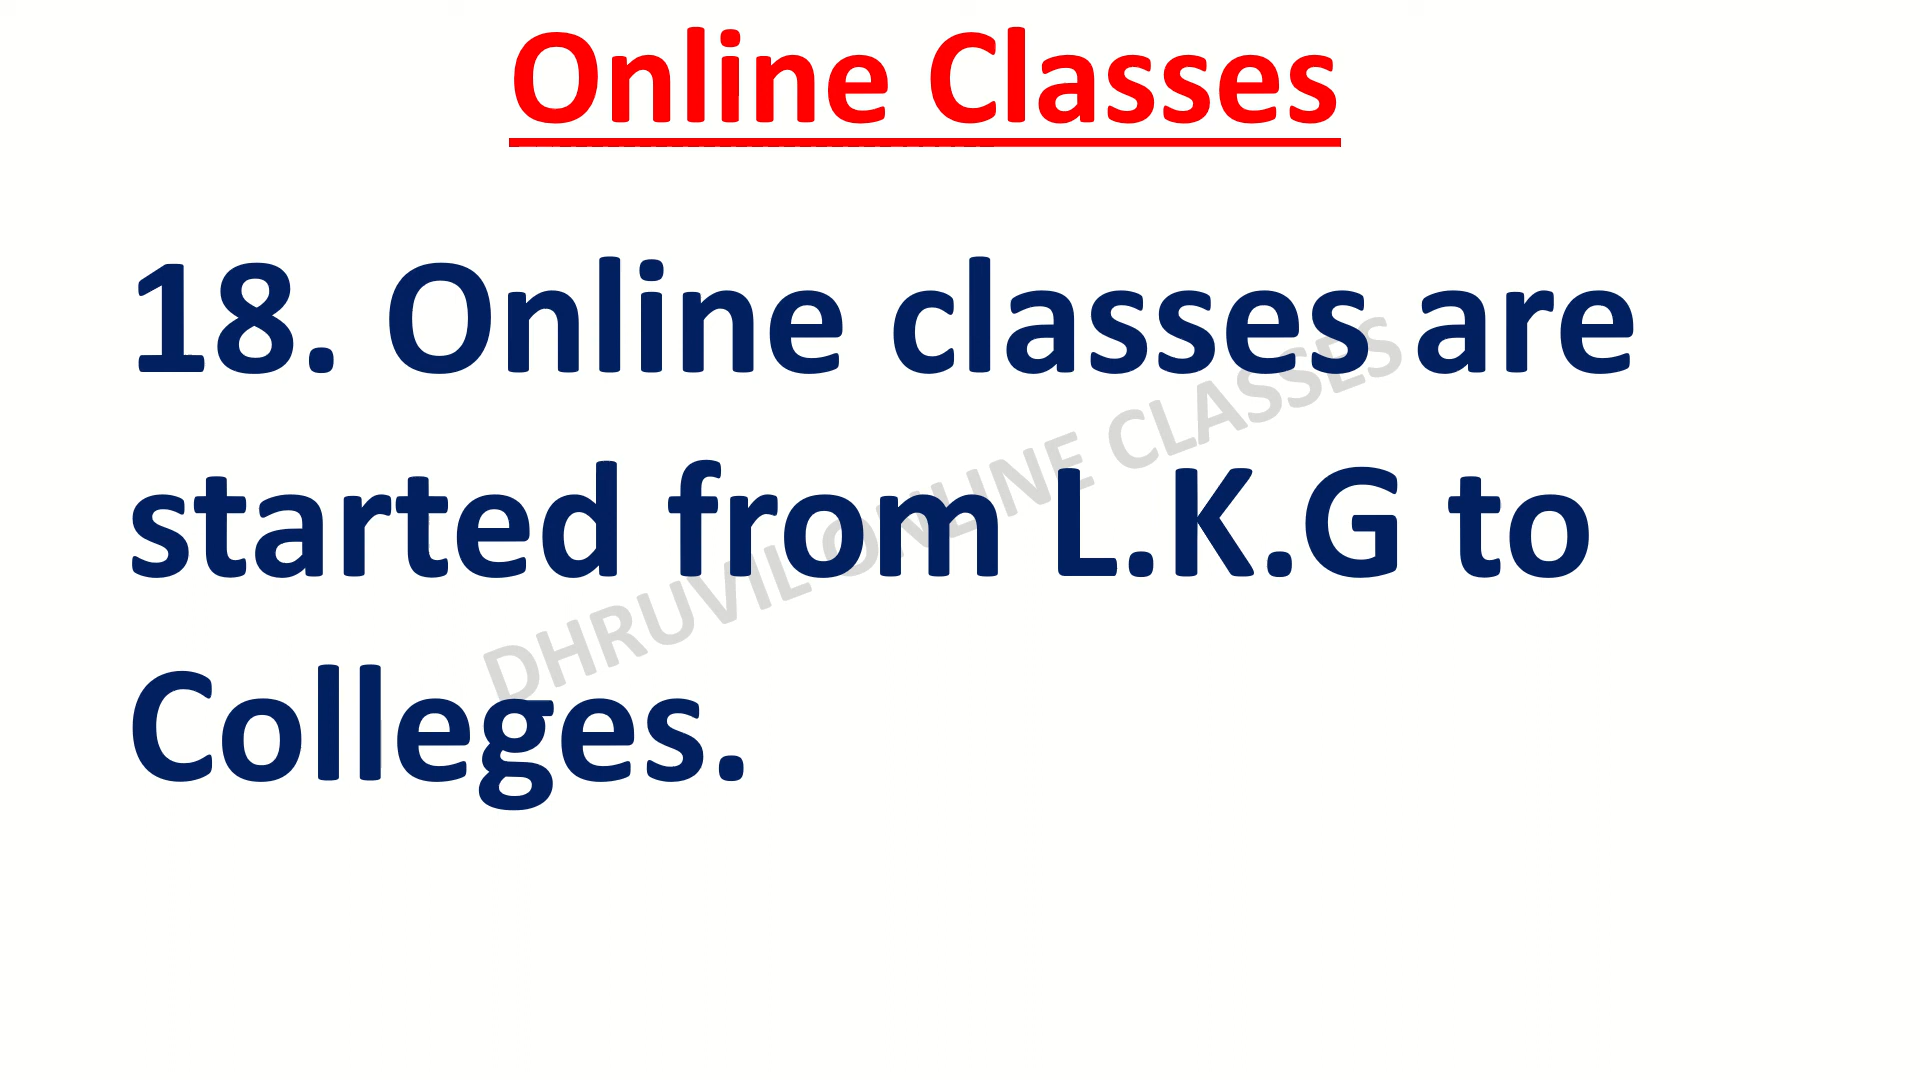 Online Classes
18. Online classes are
started from L.K.G to
Colleges.
DHRUVIL ONLINE CLASSES